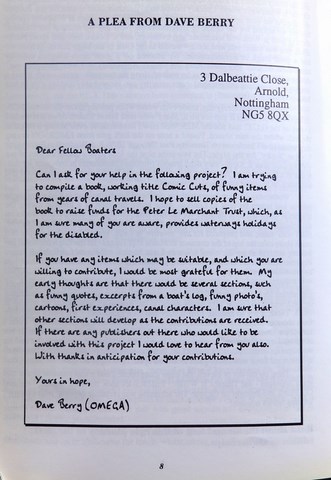 A PLEA FROM DAVE BERRY
3 Dalbeattie Close,
Arnold,
Nottingham
NG5 8QX
Dear Fellow Boaters
Can I ask for your help in the following project? I am trying
to compile a book, working title Comic Cuts, of funny items
from years of canal travels. I hope to sell copies of the
book to raise funds for the Peter Le Marchant Trust, which, as
I am sure many of you are aware, provides waterways holidays
for the disabled.
If you have any items which may be suitable, and which you are
willing to contribute, I would be most grateful for them. My
early thoughts are that there would be several sections, such
as funny quotes, excerpts from a boat's log, funny photo's,
cartoons, first experiences, canal characters. I am sure that
other sections will develop as the contributions are received.
If there are any publishers out there who would like to be
involved with this project I would love to hear from you also.
With thanks in anticipation for your contributions.
Yours in hope,
Dave Berry (OMEGA)
8